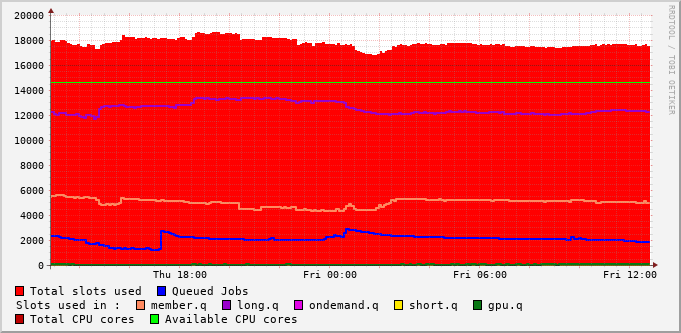 20000
18000
16000
14000
12000
10000
8000
6000
4000
2000
0
Thu 18:00 Fri 00:00 Fri 06:00 Fri 12:00
RRDTOOL / TOBI OETIKER
Total slots used Queued Jobs
Slots used in : member.q long.q ondemand.q short.q gpu.q
Total CPU cores Available CPU cores